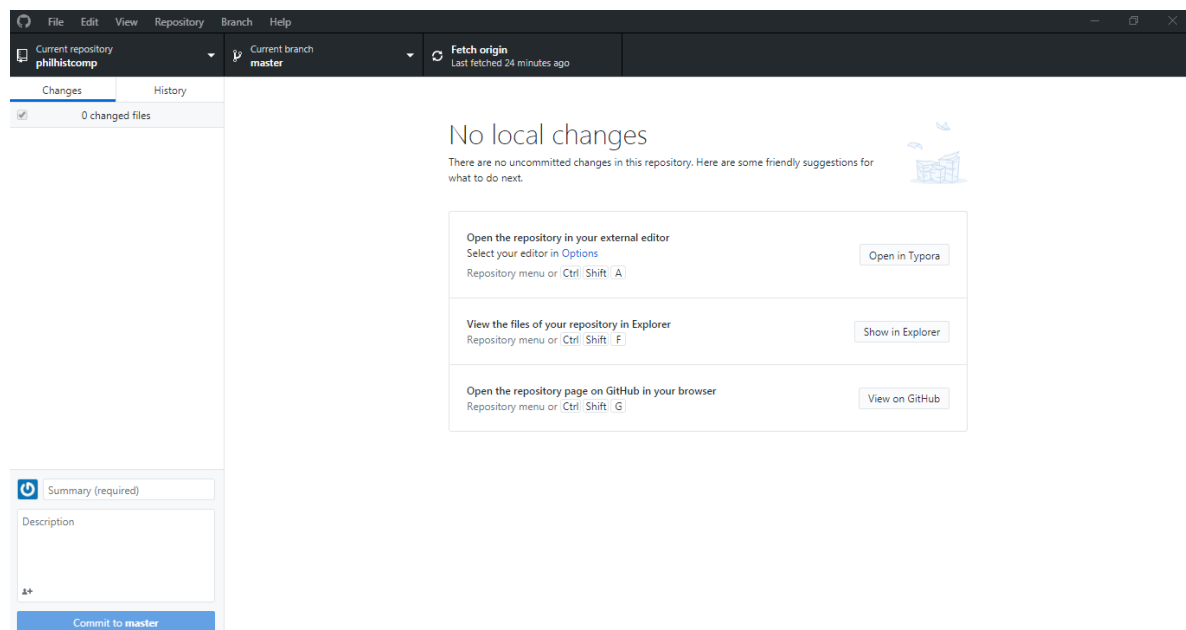 File Edit View Repository Branch Help
Current repository
philhistcomp
Current branch
master
Fetch origin
Last fetched 24 minutes ago
Changes History
0 changed files
No local changes
There are no uncommitted changes in this repository. Here are some friendly suggestions for
what to do next.
Open the repository in your external editor
Select your editor in Options
Repository menu or Ctrl Shift A
Open in Typora
View the files of your repository in Explorer
Repository menu or Ctrl Shift F
Show in Explorer
Open the repository page on GitHub in your browser
Repository menu or Ctrl Shift G
View on GitHub
Summary (required)
Description
Commit to master